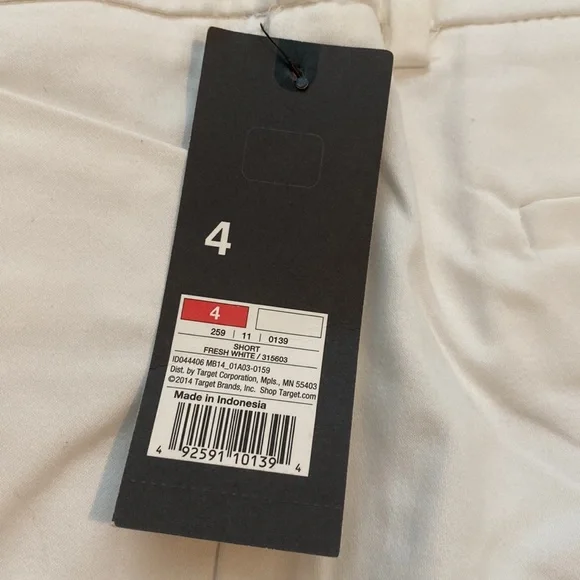 4
4
259 | 11 | 0139
SHORT
FRESH WHITE / 315603
ID044406 MB14_01A03-0159
Dist. by Target Corporation, Mpls., MN 55403
©2014 Target Brands, Inc. Shop Target.com
Made in Indonesia
4 92591 10139 4